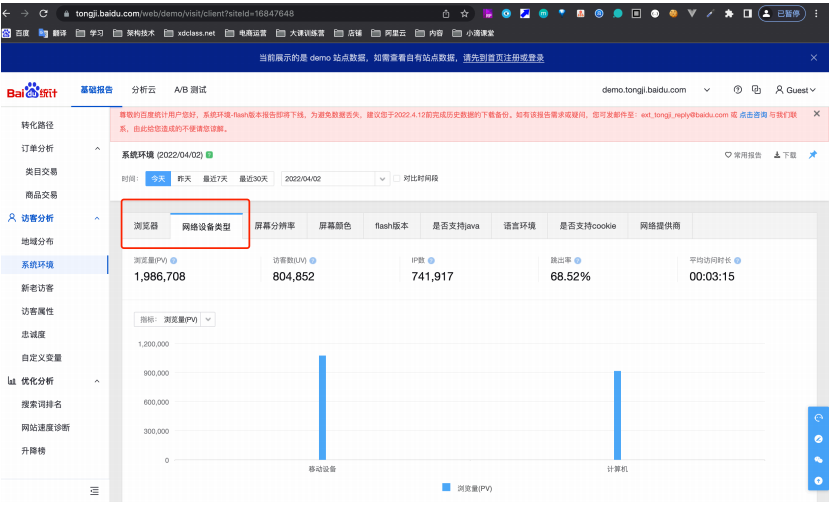 tongji.baidu.com/web/demo/visit/client?siteId=16847648
已暂停
百度 翻译 学习 架构技术 xdclass.net 电商运营 大课训练营 店铺 阿里云 内容 小滴课堂
当前展示的是 demo 站点数据，如需查看自有站点数据，请先到首页注册或登录
Bai du 统计 基础报告 分析云 A/B 测试 demo.tongji.baidu.com Guest
尊敬的百度统计用户您好，系统环境-flash版本报告即将下线，为避免数据丢失，建议您于2022.4.12前完成历史数据的下载备份。如有该报告需求或疑问，您可发邮件至：ext_tongji_reply@baidu.com 或 点击咨询 与我们联
系，由此给您造成的不便请您谅解。
转化路径
订单分析
类目交易
商品交易
访客分析
地域分布
系统环境
新老访客
访客属性
忠诚度
自定义变量
优化分析
搜索词排名
网站速度诊断
升降榜
系统环境 (2022/04/02) 常用报告 下载
时间： 今天 昨天 最近7天 最近30天 2022/04/02 对比时间段
浏览器 网络设备类型 屏幕分辨率 屏幕颜色 flash版本 是否支持java 语言环境 是否支持cookie 网络提供商
浏览量(PV) 访客数(UV) IP数 跳出率 平均访问时长
1,986,708 804,852 741,917 68.52% 00:03:15
指标： 浏览量(PV)
1,200,000
900,000
600,000
300,000
0
移动设备 计算机
浏览量(PV)